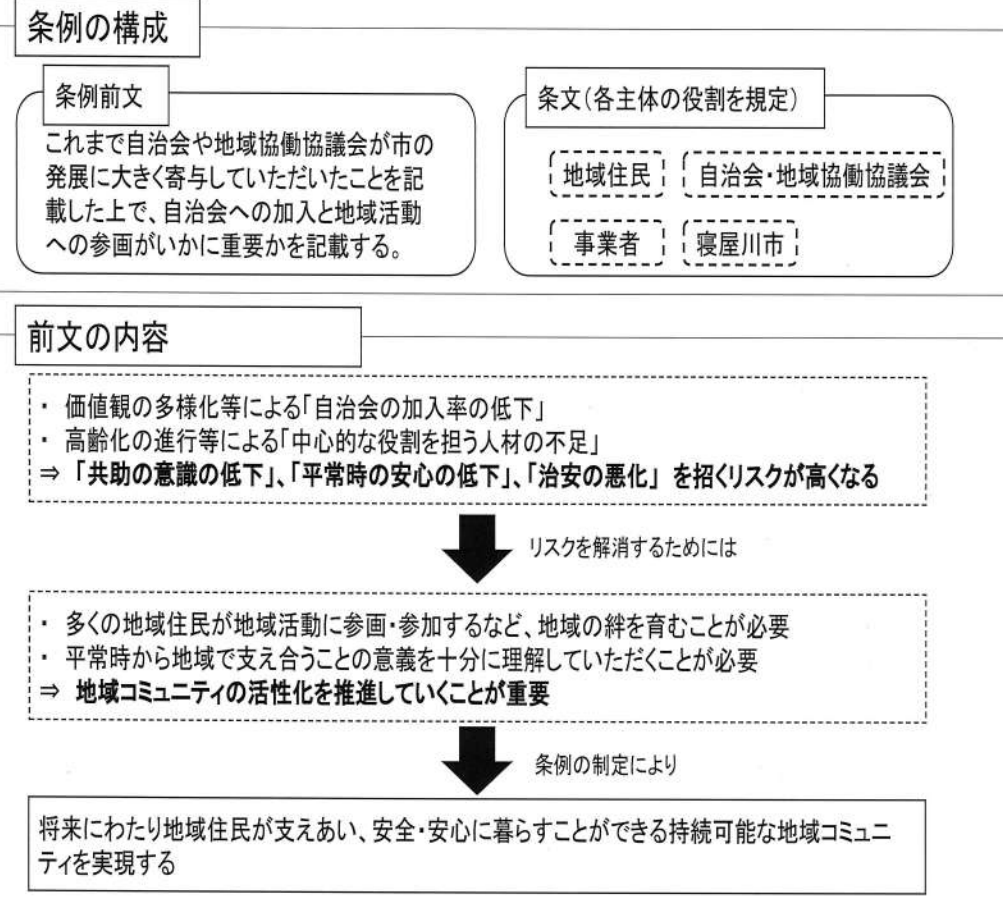 条例の構成
条例前文
これまで自治会や地域協働協議会が市の
発展に大きく寄与していただいたことを記
載した上で、自治会への加入と地域活動
への参画がいかに重要かを記載する。
条文(各主体の役割を規定)
地域住民
自治会・地域協働協議会
事業者
寝屋川市
前文の内容
・ 価値観の多様化等による「自治会の加入率の低下」
・ 高齢化の進行等による「中心的な役割を担う人材の不足」
⇒ 「共助の意識の低下」、「平常時の安心の低下」、「治安の悪化」 を招くリスクが高くなる
リスクを解消するためには
・ 多くの地域住民が地域活動に参画・参加するなど、地域の絆を育むことが必要
・ 平常時から地域で支え合うことの意義を十分に理解していただくことが必要
⇒ 地域コミュニティの活性化を推進していくことが重要
条例の制定により
将来にわたり地域住民が支えあい、安全・安心に暮らすことができる持続可能な地域コミュニ
ティを実現する